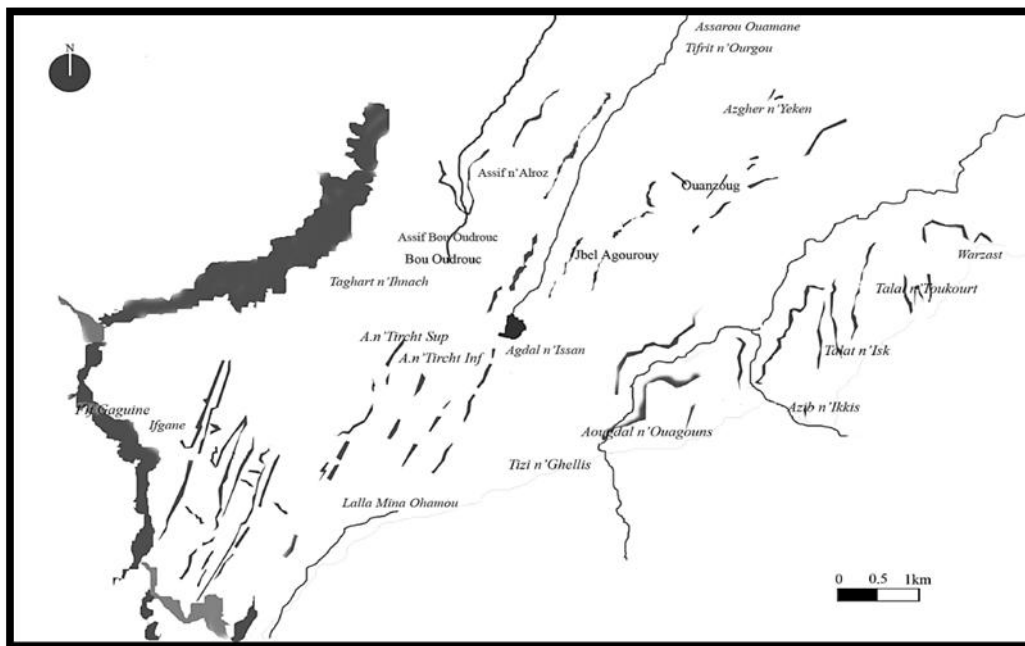 Assarou Ouamane
N
Tifrit n'Ourgou
Azgher n'Yeken
Assif n'Alroz
Ouanzoug
Assif Bou Oudrouc
Bou Oudrouc
Jbel Agourouy
Warzast
Taghart n'Ihnach
Talat n'Toukourt
A.n'Tircht Sup
Agdal n'Issan
Talat n'Isk
A.n'Tircht Inf
Gaguine
Ifgane
Azib n'Ikkis
Aougdal n'Ouagouns
Tizi n'Ghellis
Lalla Mina Ohamou
0 0.5 1km